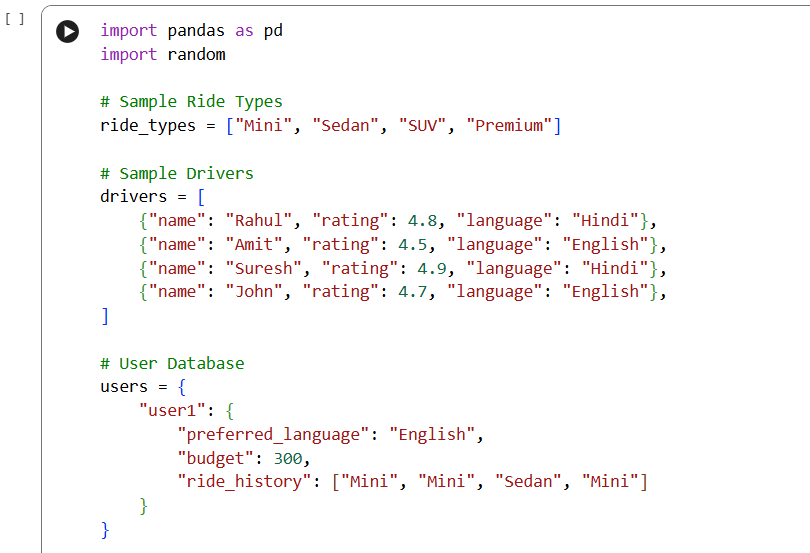 [ ]
import pandas as pd
import random
# Sample Ride Types
ride_types = ["Mini", "Sedan", "SUV", "Premium"]
# Sample Drivers
drivers = [
    {"name": "Rahul", "rating": 4.8, "language": "Hindi"},
    {"name": "Amit", "rating": 4.5, "language": "English"},
    {"name": "Suresh", "rating": 4.9, "language": "Hindi"},
    {"name": "John", "rating": 4.7, "language": "English"},
]
# User Database
users = {
    "user1": {
        "preferred_language": "English",
        "budget": 300,
        "ride_history": ["Mini", "Mini", "Sedan", "Mini"]
    }
}